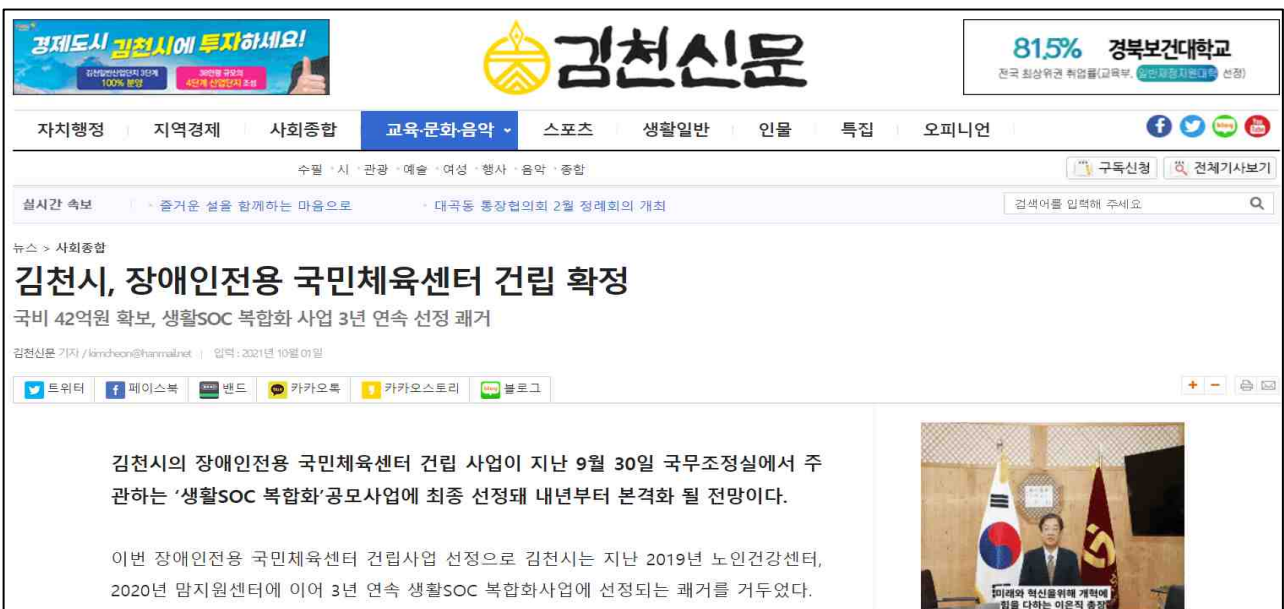 경제도시 김천시에 투자하세요!
김천일반산업단지 3단계
100% 분양
38만평 규모의
4단계 산업단지 조성
김천신문
81.5% 경북보건대학교
전국 최상위권 취업률(교육부, 일반재정지원대학 선정)
자치행정 지역경제 사회종합 교육·문화·음악 스포츠 생활일반 인물 특집 오피니언
수필 · 시 · 관광 · 예술 · 여성 · 행사 · 음악 · 종합
구독신청 전체기사보기
실시간 속보 · 즐거운 설을 함께하는 마음으로 · 대곡동 통장협의회 2월 정례회의 개최
검색어를 입력해 주세요
뉴스 > 사회종합
김천시, 장애인전용 국민체육센터 건립 확정
국비 42억원 확보, 생활SOC 복합화 사업 3년 연속 선정 쾌거
김천신문 기자 / kimcheon@hanmail.net | 입력 : 2021년 10월 01일
트위터 페이스북 밴드 카카오톡 카카오스토리 블로그
김천시의 장애인전용 국민체육센터 건립 사업이 지난 9월 30일 국무조정실에서 주
관하는 ‘생활SOC 복합화’공모사업에 최종 선정돼 내년부터 본격화 될 전망이다.
이번 장애인전용 국민체육센터 건립사업 선정으로 김천시는 지난 2019년 노인건강센터,
2020년 맘지원센터에 이어 3년 연속 생활SOC 복합화사업에 선정되는 쾌거를 거두었다.
미래와 혁신을위해 개혁에
힘을 다하는 이은직 총장